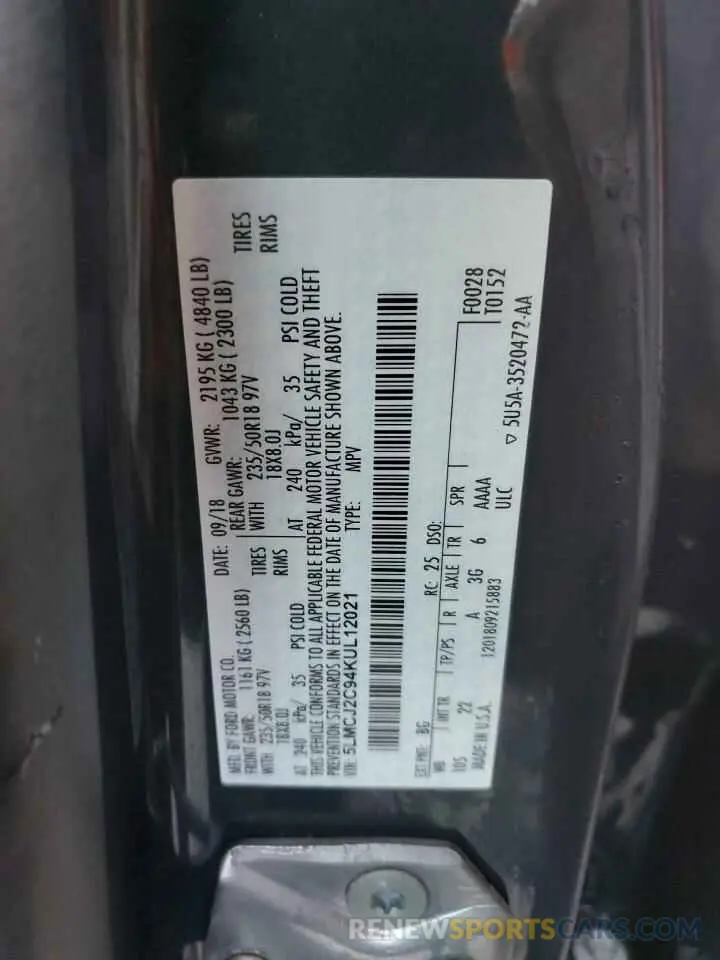 MFD. BY FORD MOTOR CO. DATE: 09/18 GVWR: 2195 KG ( 4840 LB)
FRONT GAWR: 1161 KG ( 2560 LB) REAR GAWR: 1043 KG ( 2300 LB)
WITH 235/50R18 97V TIRES WITH 235/50R18 97V TIRES
18X8.0J RIMS 18X8.0J RIMS
AT 240 kPa/ 35 PSI COLD AT 240 kPa/ 35 PSI COLD
THIS VEHICLE CONFORMS TO ALL APPLICABLE FEDERAL MOTOR VEHICLE SAFETY AND THEFT
PREVENTION STANDARDS IN EFFECT ON THE DATE OF MANUFACTURE SHOWN ABOVE.
VIN: 5LMCJ2C94KUL12021 TYPE: MPV
EXT PNT: BG RC: 25 DSO:
WB INT TR TP/PS R AXLE TR SPR F0028
105 22 A 3G 6 AAAA T0152
MADE IN U.S.A. 1201809215883 ULC
▽ 5U5A-3520472-AA
RENEWSPORTSCARS.COM